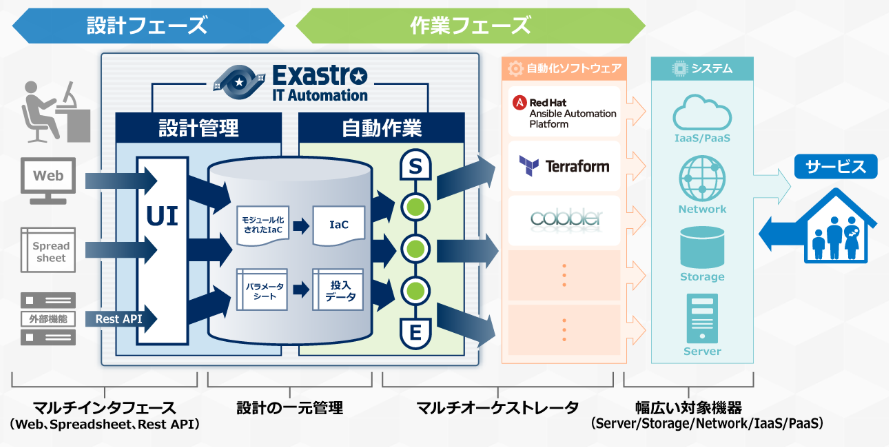 設計フェーズ
作業フェーズ
Exastro
IT Automation
自動化ソフトウェア
システム
設計管理
自動作業
Web
Spread
sheet
外部機能
Rest API
UI
モジュール化
されたIaC
IaC
パラメータ
シート
投入
データ
S
E
Red Hat
Ansible Automation
Platform
Terraform
cobbler
IaaS/PaaS
Network
Storage
Server
サービス
マルチインタフェース
(Web、Spreadsheet、Rest API)
設計の一元管理
マルチオーケストレータ
幅広い対象機器
(Server/Storage/Network/IaaS/PaaS)